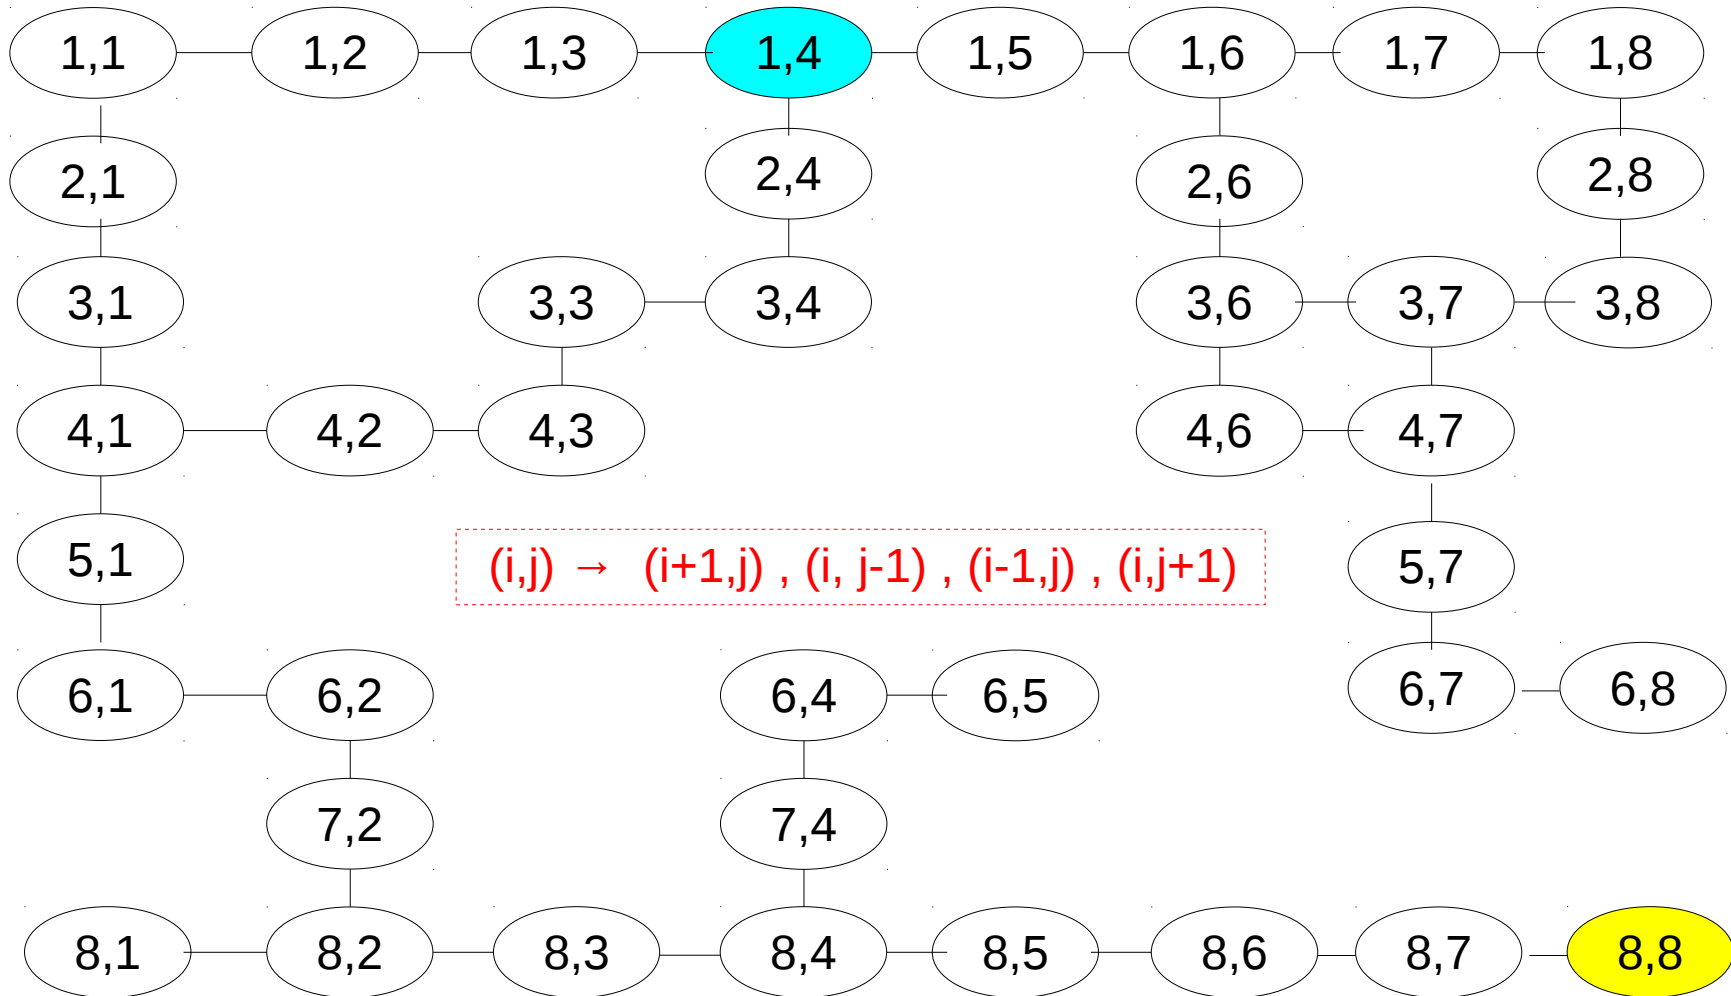 1,1 1,2 1,3 1,4 1,5 1,6 1,7 1,8
2,1 2,4 2,6 2,8
3,1 3,3 3,4 3,6 3,7 3,8
4,1 4,2 4,3 4,6 4,7
5,1 5,7
(i,j) → (i+1,j) , (i, j-1) , (i-1,j) , (i,j+1)
6,1 6,2 6,4 6,5 6,7 6,8
7,2 7,4
8,1 8,2 8,3 8,4 8,5 8,6 8,7 8,8